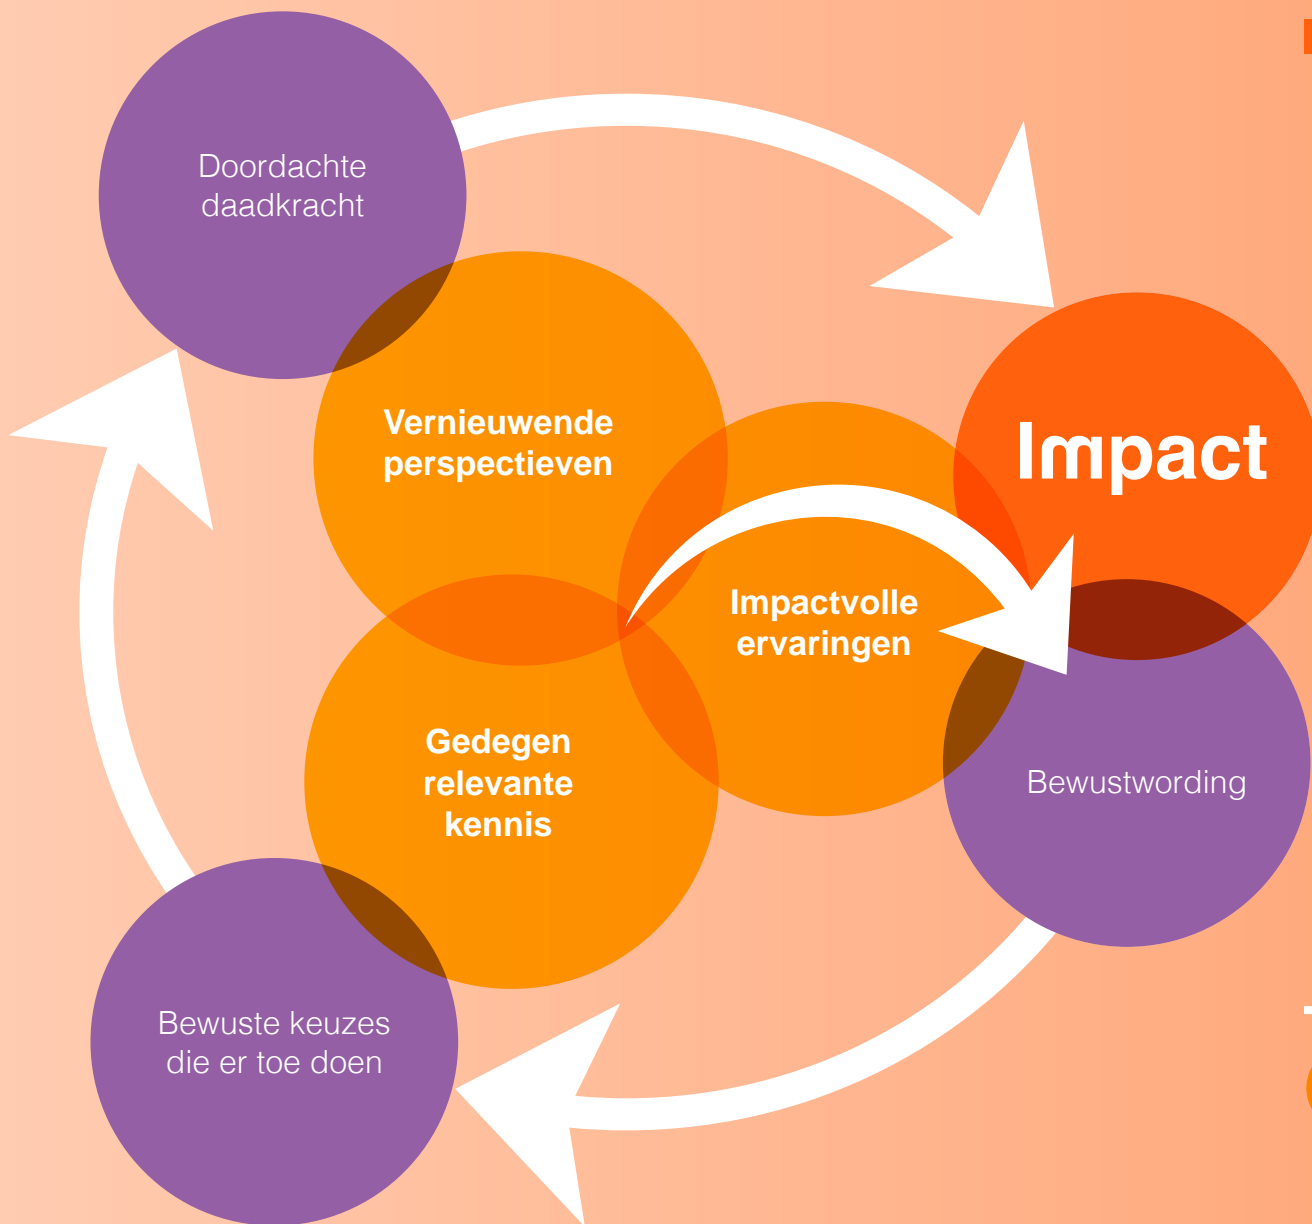 Doordachte
daadkracht
Vernieuwende
perspectieven
Impact
Impactvolle
ervaringen
Gedegen
relevante
kennis
Bewustwording
Bewuste keuzes
die er toe doen